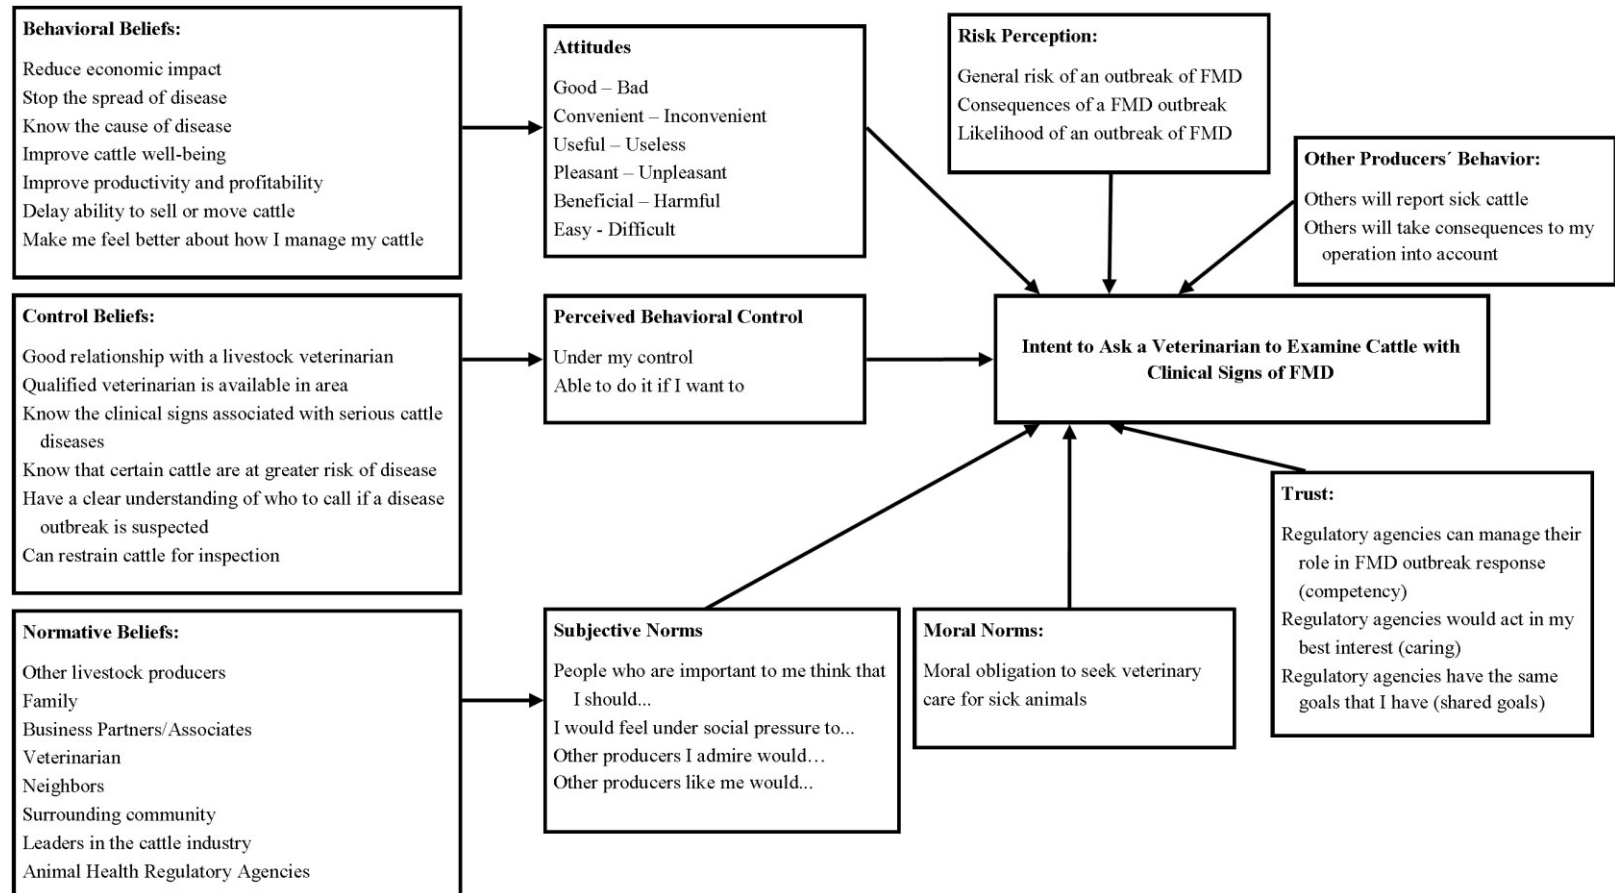 Behavioral Beliefs:
Reduce economic impact
Stop the spread of disease
Know the cause of disease
Improve cattle well-being
Improve productivity and profitability
Delay ability to sell or move cattle
Make me feel better about how I manage my cattle
Attitudes
Good – Bad
Convenient – Inconvenient
Useful – Useless
Pleasant – Unpleasant
Beneficial – Harmful
Easy - Difficult
Risk Perception:
General risk of an outbreak of FMD
Consequences of a FMD outbreak
Likelihood of an outbreak of FMD
Other Producers´ Behavior:
Others will report sick cattle
Others will take consequences to my
operation into account
Control Beliefs:
Good relationship with a livestock veterinarian
Qualified veterinarian is available in area
Know the clinical signs associated with serious cattle
diseases
Know that certain cattle are at greater risk of disease
Have a clear understanding of who to call if a disease
outbreak is suspected
Can restrain cattle for inspection
Perceived Behavioral Control
Under my control
Able to do it if I want to
Intent to Ask a Veterinarian to Examine Cattle with
Clinical Signs of FMD
Normative Beliefs:
Other livestock producers
Family
Business Partners/Associates
Veterinarian
Neighbors
Surrounding community
Leaders in the cattle industry
Animal Health Regulatory Agencies
Subjective Norms
People who are important to me think that
I should...
I would feel under social pressure to...
Other producers I admire would…
Other producers like me would...
Moral Norms:
Moral obligation to seek veterinary
care for sick animals
Trust:
Regulatory agencies can manage their
role in FMD outbreak response
(competency)
Regulatory agencies would act in my
best interest (caring)
Regulatory agencies have the same
goals that I have (shared goals)